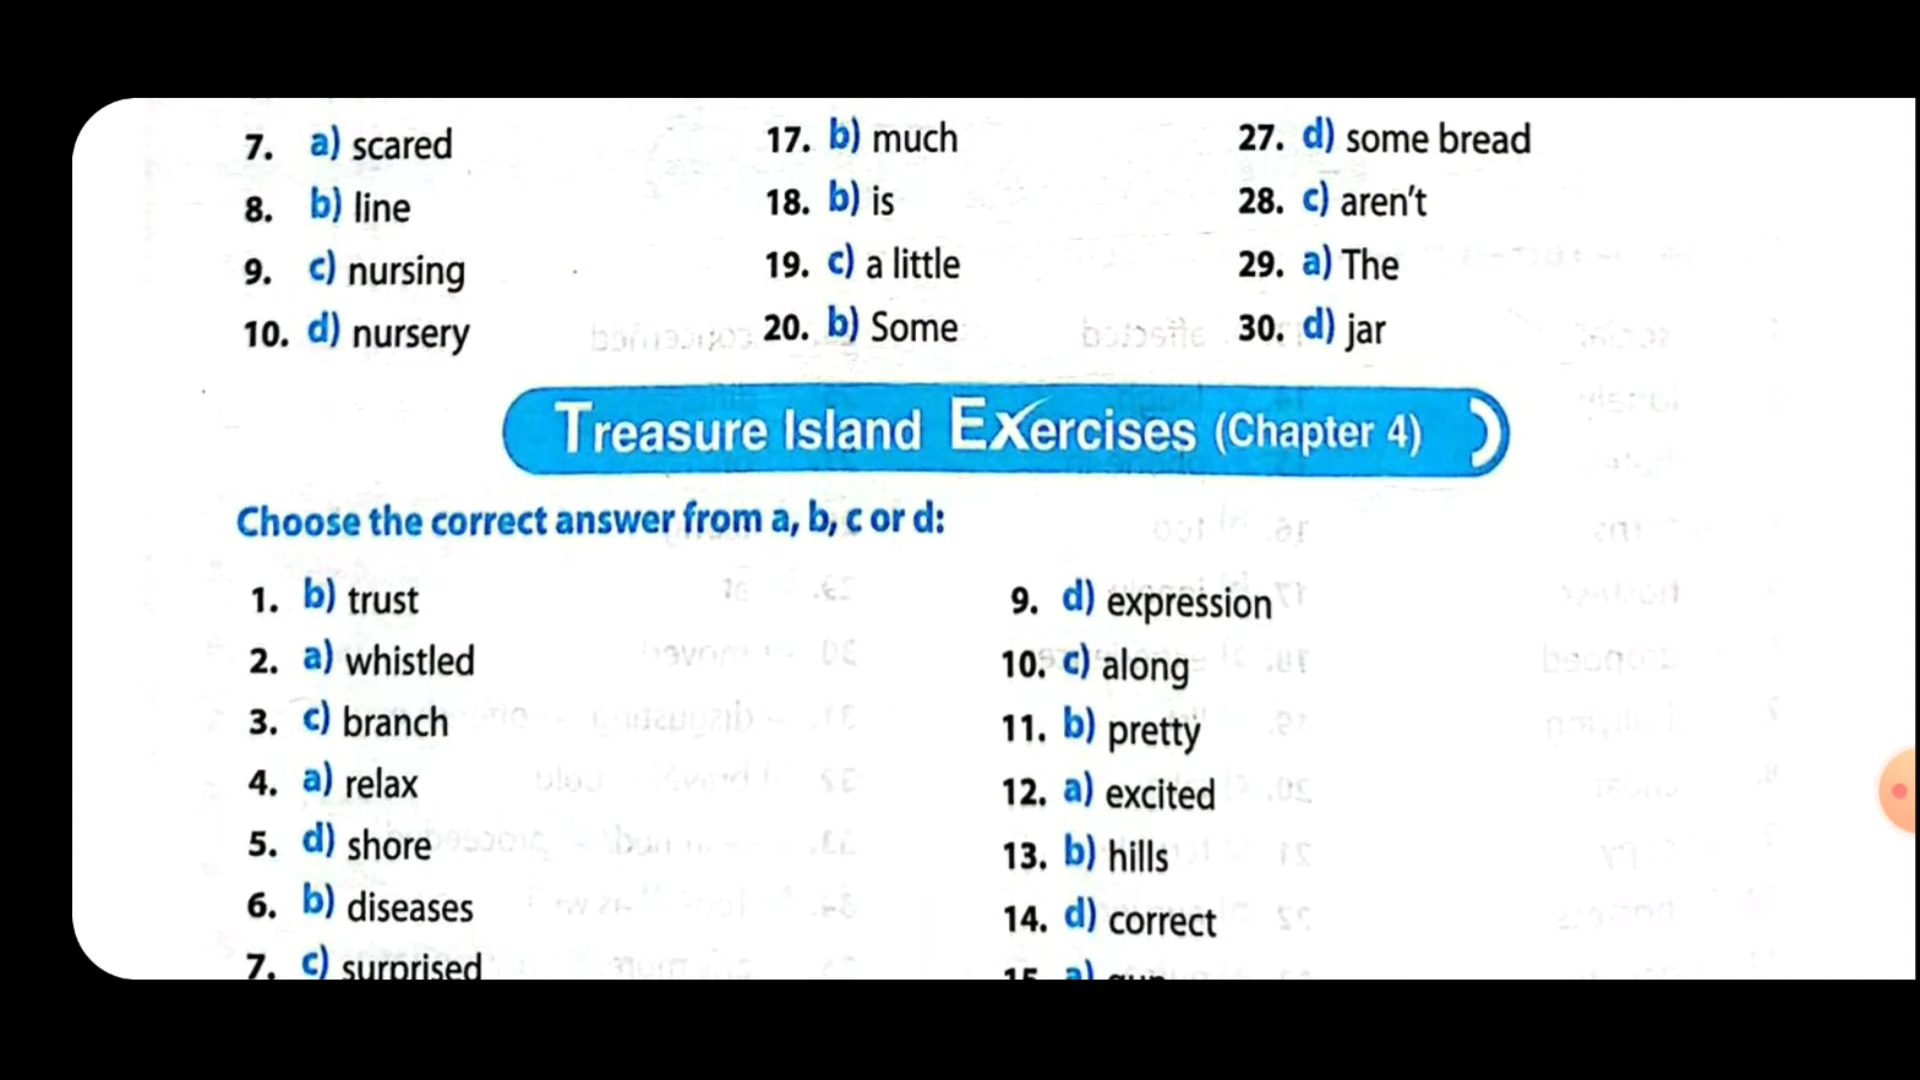 7. a) scared 17. b) much 27. d) some bread
8. b) line 18. b) is 28. c) aren't
9. c) nursing 19. c) a little 29. a) The
10. d) nursery 20. b) Some 30. d) jar
Treasure Island Exercises (Chapter 4)
Choose the correct answer from a, b, c or d:
1. b) trust
2. a) whistled
3. c) branch
4. a) relax
5. d) shore
6. b) diseases
7. c) surprised
9. d) expression
10. c) along
11. b) pretty
12. a) excited
13. b) hills
14. d) correct
15. a)